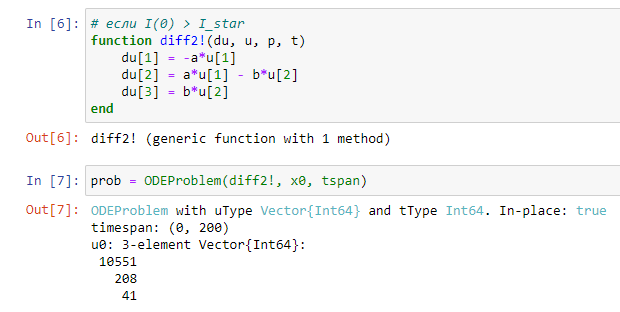 In [6]: # если I(0) > I_star
function diff2!(du, u, p, t)
    du[1] = -a*u[1]
    du[2] = a*u[1] - b*u[2]
    du[3] = b*u[2]
end
Out[6]: diff2! (generic function with 1 method)
In [7]: prob = ODEProblem(diff2!, x0, tspan)
Out[7]: ODEProblem with uType Vector{Int64} and tType Int64. In-place: true
timespan: (0, 200)
u0: 3-element Vector{Int64}:
 10551
   208
    41